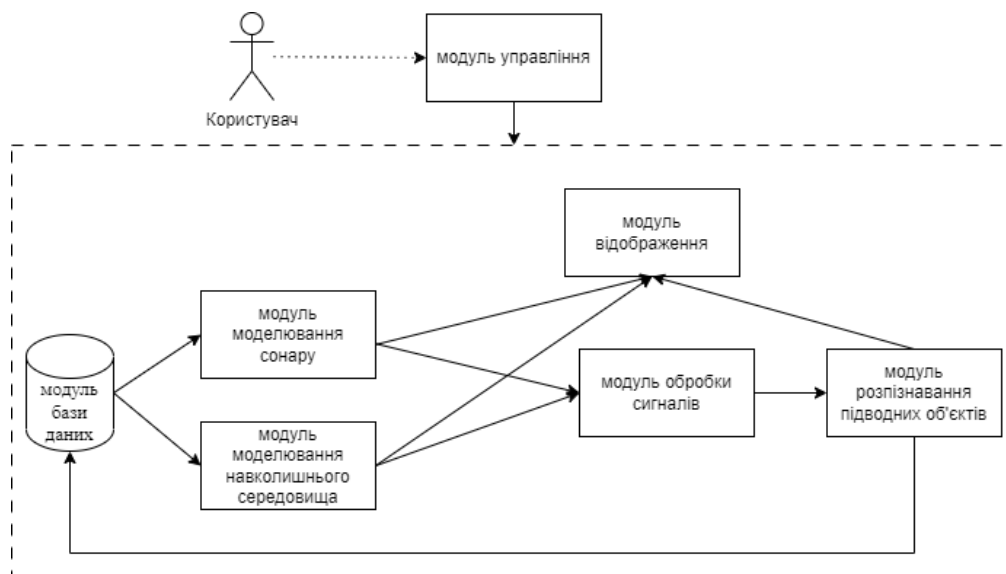 модуль управління
Користувач
модуль
відображення
модуль
моделювання
сонару
модуль
бази
даних
модуль обробки
сигналів
модуль
розпізнавання
підводних об'єктів
модуль
моделювання
навколишнього
середовища